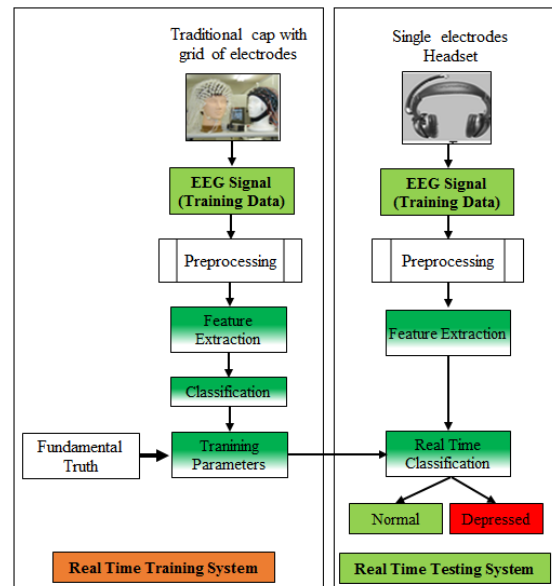 Traditional cap with
grid of electrodes
EEG Signal
(Training Data)
Preprocessing
Feature
Extraction
Classification
Fundamental
Truth
Tranining
Parameters
Real Time Training System
Single electrodes
Headset
EEG Signal
(Training Data)
Preprocessing
Feature Extraction
Real Time
Classification
Normal
Depressed
Real Time Testing System